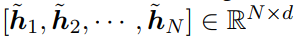 [h̃₁, h̃₂, ⋯ , h̃_N] ∈ ℝ^{N×d}